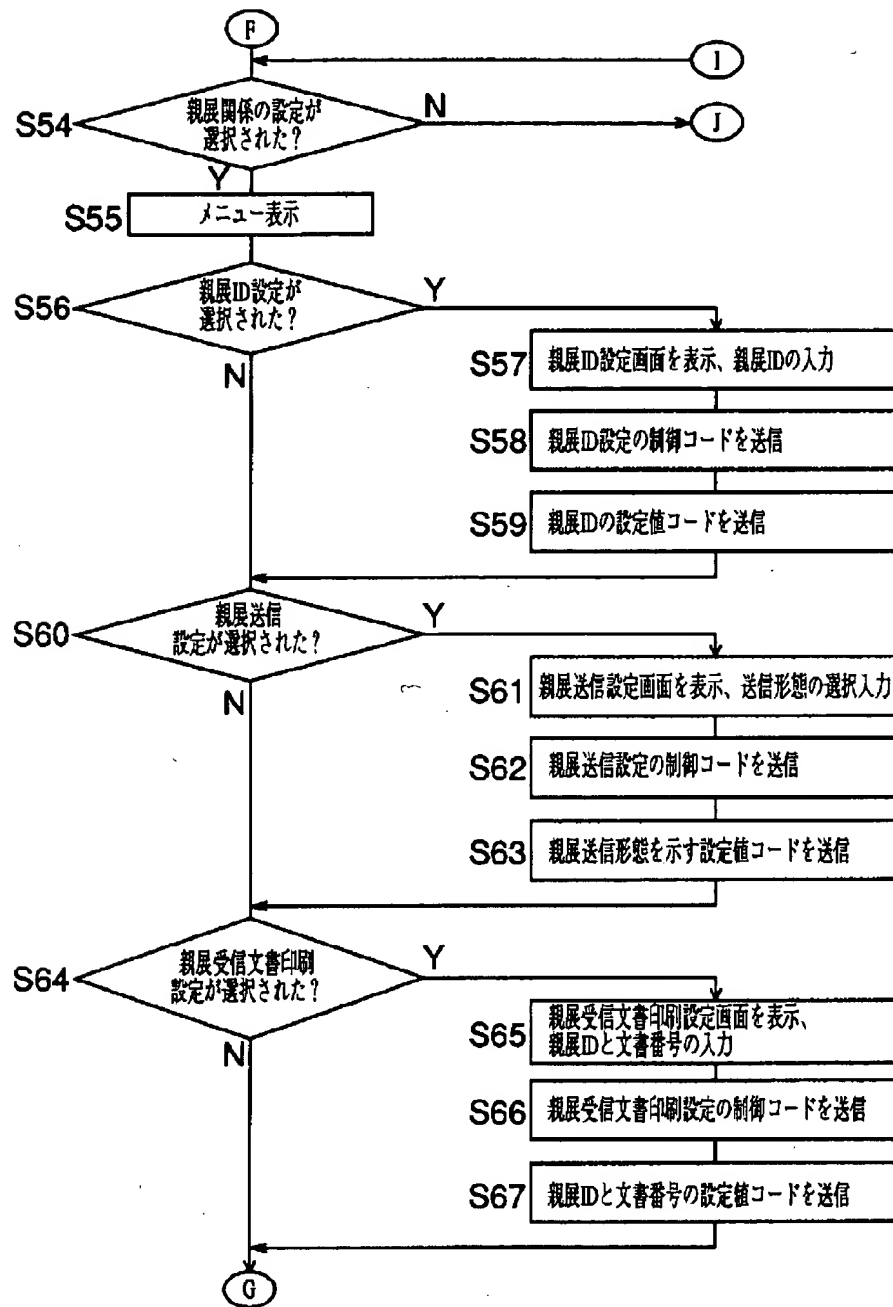 F
I
S54
親展関係の設定が
選択された?
N
J
Y
S55
メニュー表示
S56
親展ID設定が
選択された?
Y
N
S57
親展ID設定画面を表示、親展IDの入力
S58
親展ID設定の制御コードを送信
S59
親展IDの設定値コードを送信
S60
親展送信
設定が選択された?
Y
N
S61
親展送信設定画面を表示、送信形態の選択入力
S62
親展送信設定の制御コードを送信
S63
親展送信形態を示す設定値コードを送信
S64
親展受信文書印刷
設定が選択された?
Y
N
S65
親展受信文書印刷設定画面を表示、
親展IDと文書番号の入力
S66
親展受信文書印刷設定の制御コードを送信
S67
親展IDと文書番号の設定値コードを送信
G